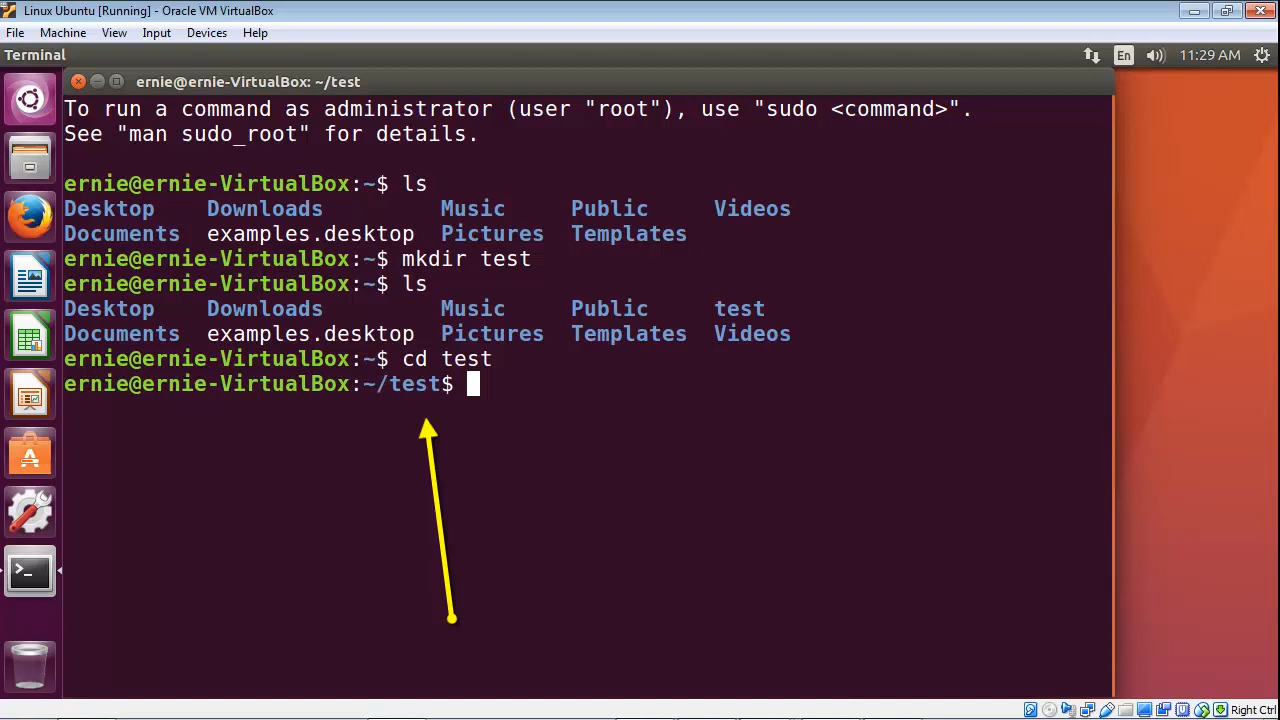 Linux Ubuntu [Running] - Oracle VM VirtualBox
File Machine View Input Devices Help
Terminal En 11:29 AM
ernie@ernie-VirtualBox: ~/test
To run a command as administrator (user "root"), use "sudo <command>".
See "man sudo_root" for details.
ernie@ernie-VirtualBox:~$ ls
Desktop Downloads Music Public Videos
Documents examples.desktop Pictures Templates
ernie@ernie-VirtualBox:~$ mkdir test
ernie@ernie-VirtualBox:~$ ls
Desktop Downloads Music Public test
Documents examples.desktop Pictures Templates Videos
ernie@ernie-VirtualBox:~$ cd test
ernie@ernie-VirtualBox:~/test$
Right Ctrl